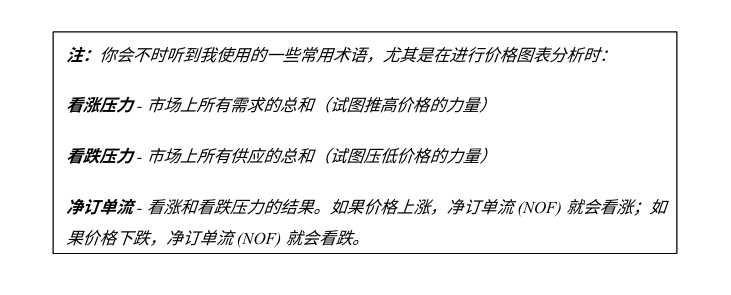 注：你会不时听到我使用的一些常用术语，尤其是在进行价格图表分析时：
看涨压力 - 市场上所有需求的总和（试图推高价格的力量）
看跌压力 - 市场上所有供应的总和（试图压低价格的力量）
净订单流 - 看涨和看跌压力的结果。如果价格上涨，净订单流 (NOF) 就会看涨；如
果价格下跌，净订单流 (NOF) 就会看跌。